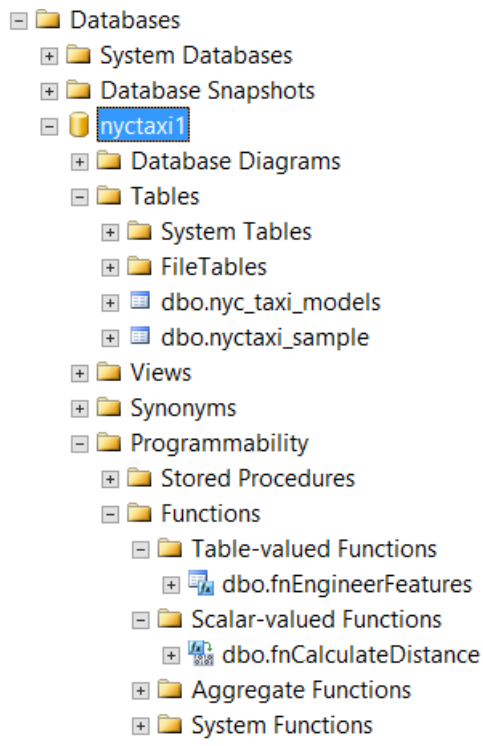 Databases
System Databases
Database Snapshots
nyctaxi1
Database Diagrams
Tables
System Tables
FileTables
dbo.nyc_taxi_models
dbo.nyctaxi_sample
Views
Synonyms
Programmability
Stored Procedures
Functions
Table-valued Functions
dbo.fnEngineerFeatures
Scalar-valued Functions
dbo.fnCalculateDistance
Aggregate Functions
System Functions